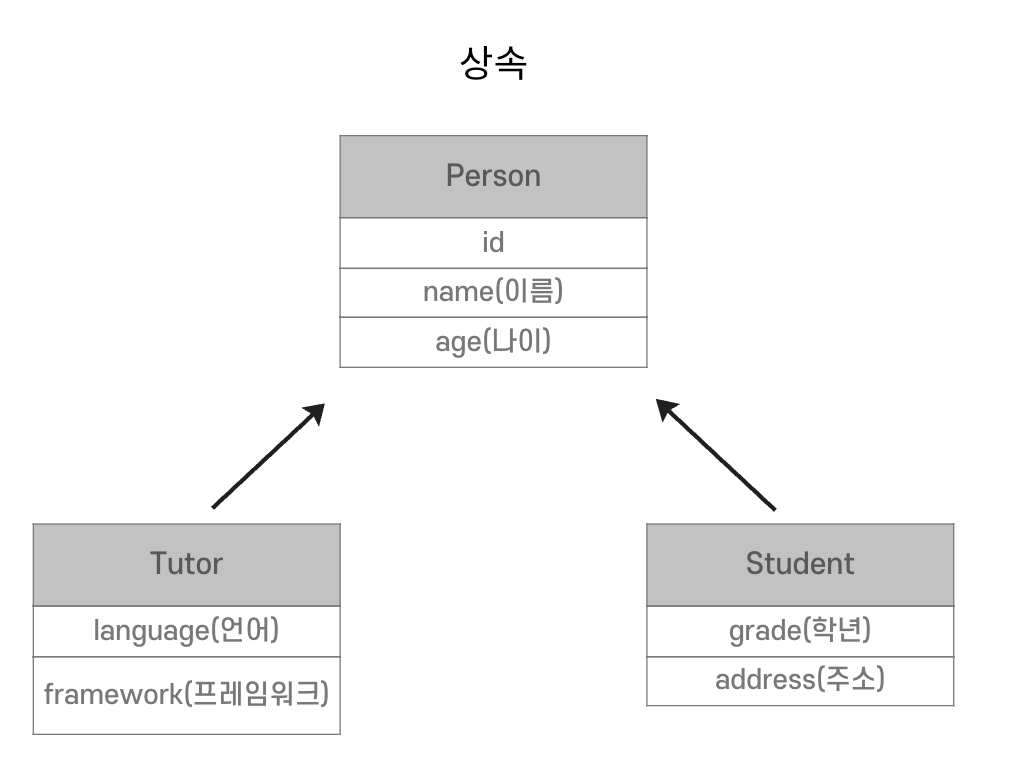 상속
Person
id
name(이름)
age(나이)
Tutor
language(언어)
framework(프레임워크)
Student
grade(학년)
address(주소)